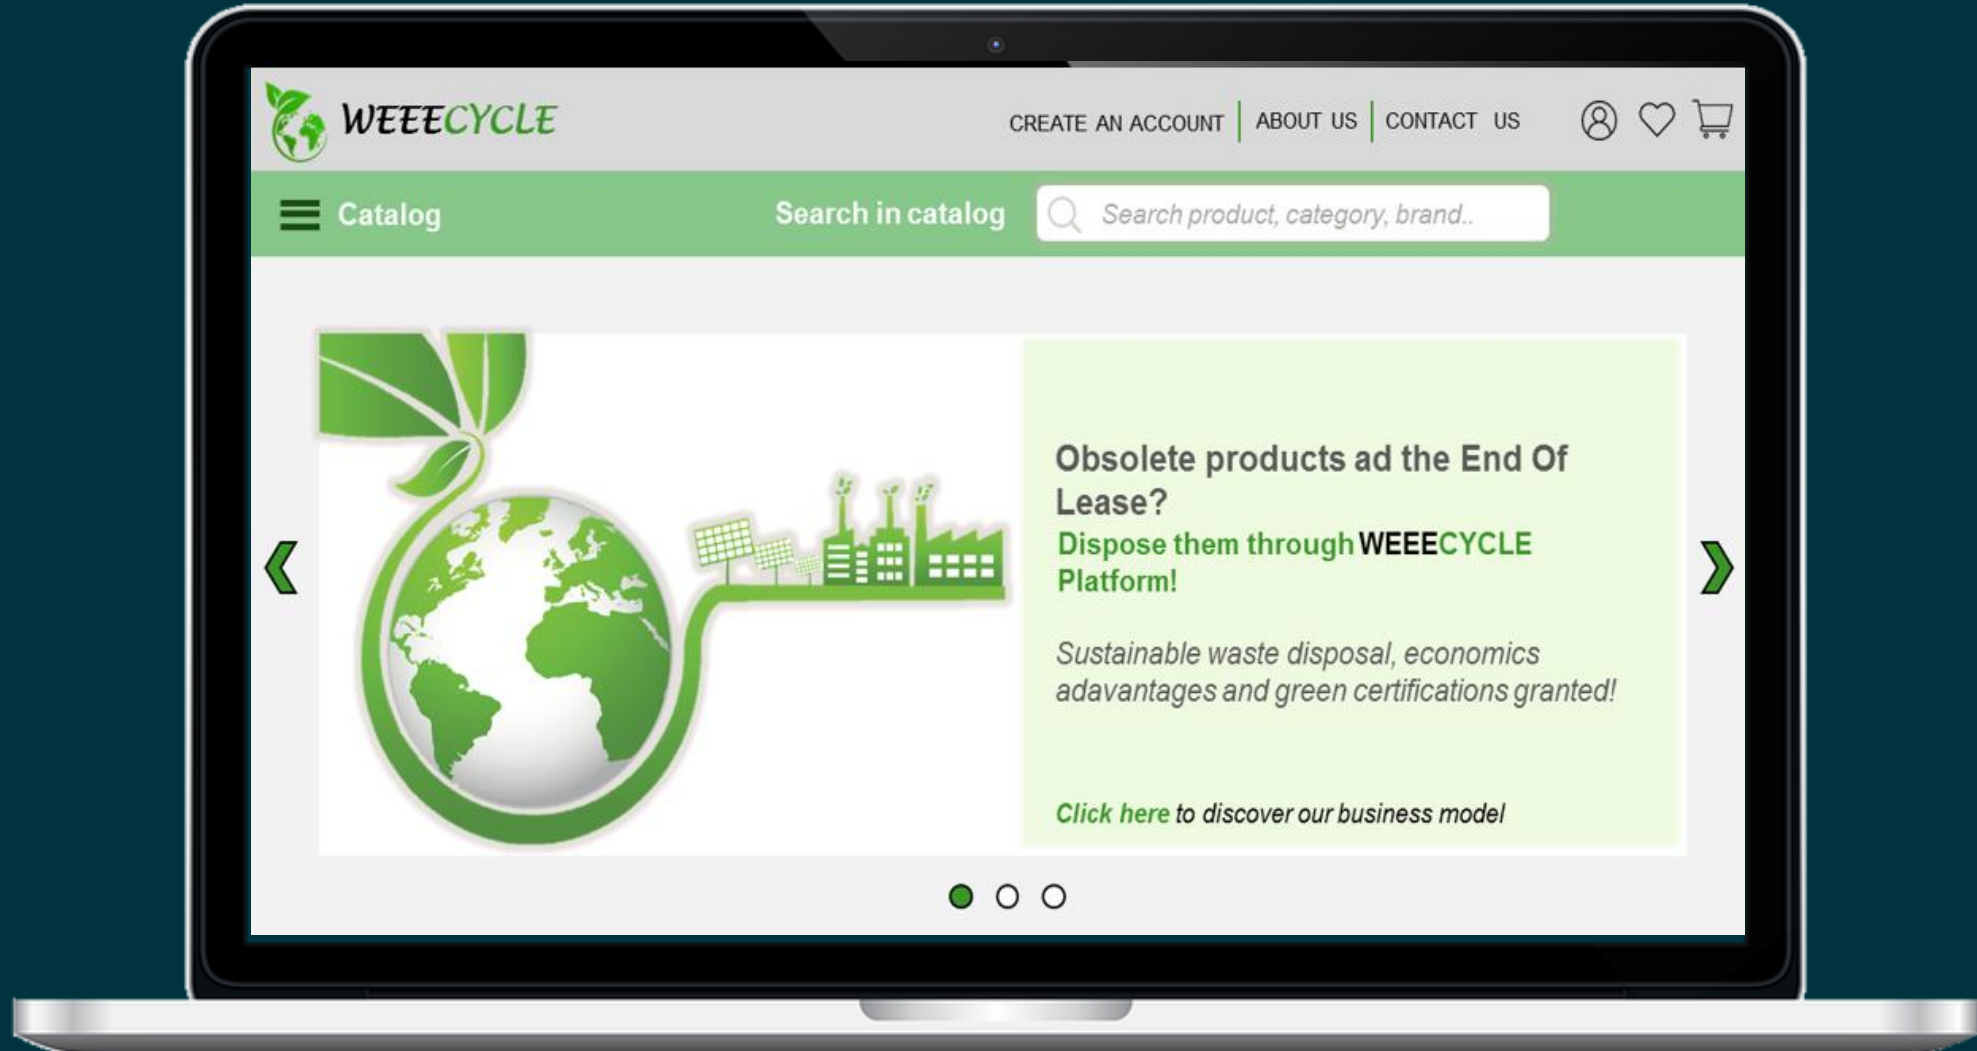 WEEECYCLE
CREATE AN ACCOUNT
ABOUT US
CONTACT US
Catalog
Search in catalog
Search product, category, brand..
Obsolete products ad the End Of
Lease?
Dispose them through WEEECYCLE
Platform!
Sustainable waste disposal, economics
adavantages and green certifications granted!
Click here to discover our business model